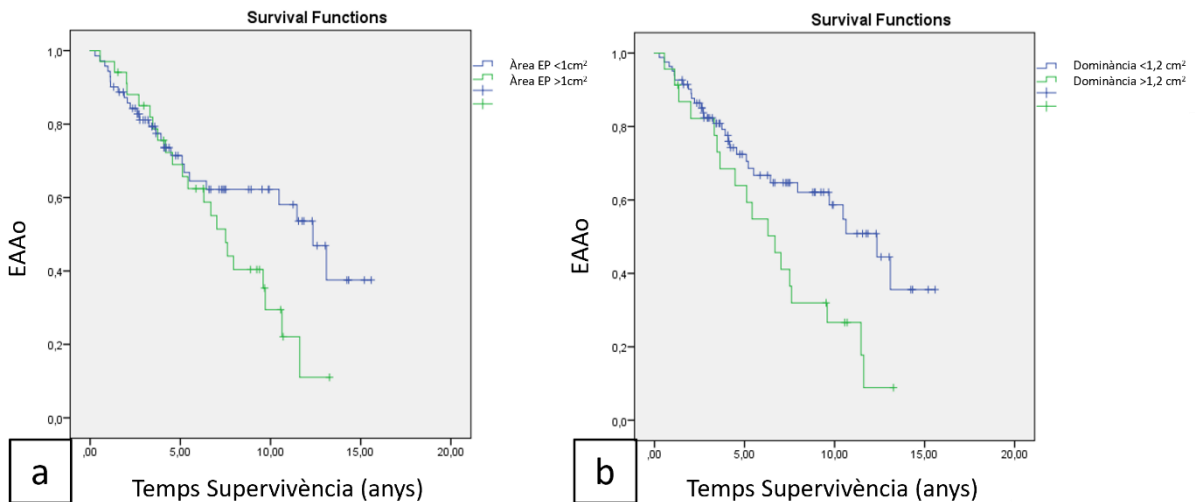 Survival Functions
1,0
0,8
0,6
0,4
0,2
0,0
EAAo
,00
5,00
10,00
15,00
20,00
Temps Supervivència (anys)
Àrea EP <1cm²
Àrea EP >1cm²
a
Survival Functions
1,0
0,8
0,6
0,4
0,2
0,0
EAAo
,00
5,00
10,00
15,00
20,00
Temps Supervivència (anys)
Dominància <1,2 cm²
Dominància >1,2 cm²
b